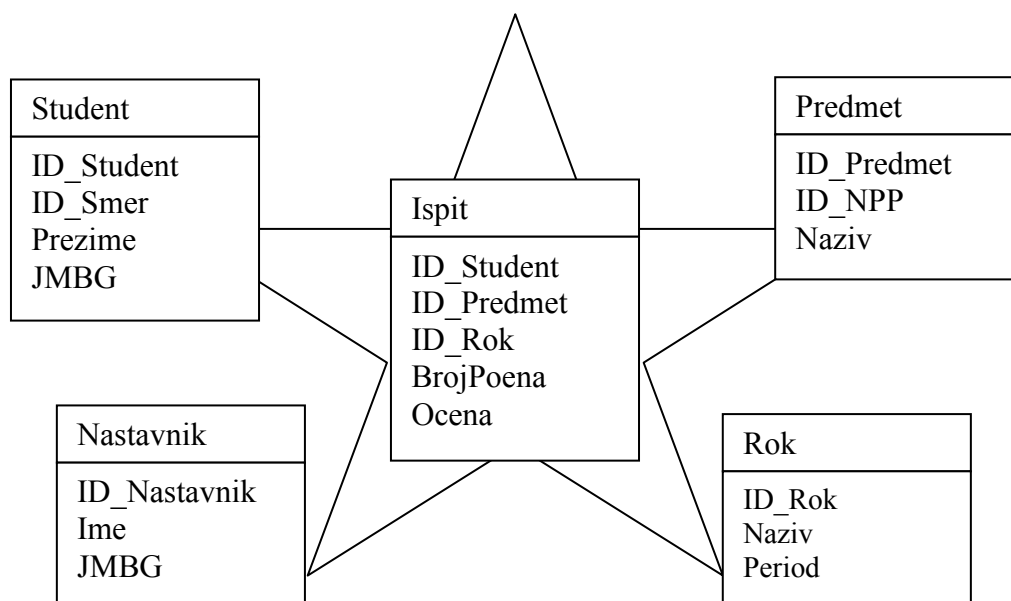 Student
ID_Student
ID_Smer
Prezime
JMBG
Predmet
ID_Predmet
ID_NPP
Naziv
Ispit
ID_Student
ID_Predmet
ID_Rok
BrojPoena
Ocena
Nastavnik
ID_Nastavnik
Ime
JMBG
Rok
ID_Rok
Naziv
Period